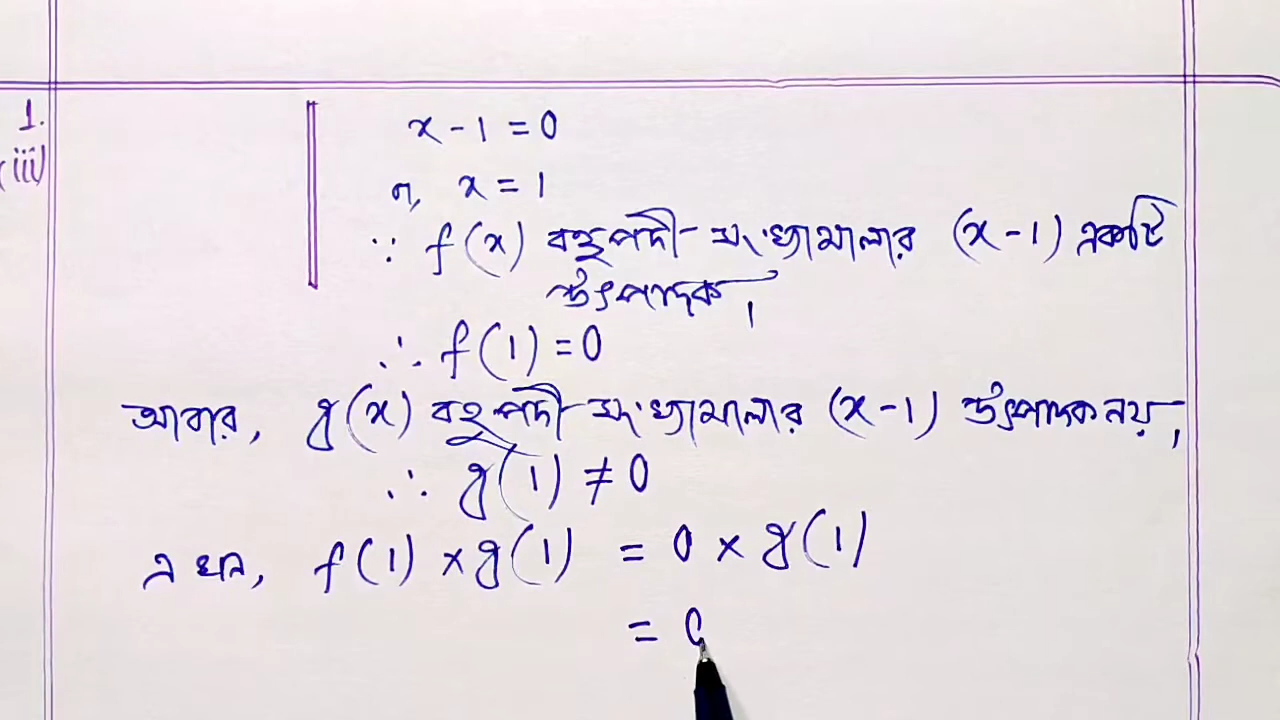 1.
(iii)
x - 1 = 0
বা, x = 1
∵ f(x) বহুপদী সংখ্যামালার (x - 1) একটি
উৎপাদক,
∴ f(1) = 0
আবার, g(x) বহুপদী সংখ্যামালার (x - 1) উৎপাদক নয়,
∴ g(1) ≠ 0
এখন, f(1) × g(1) = 0 × g(1)
= 0